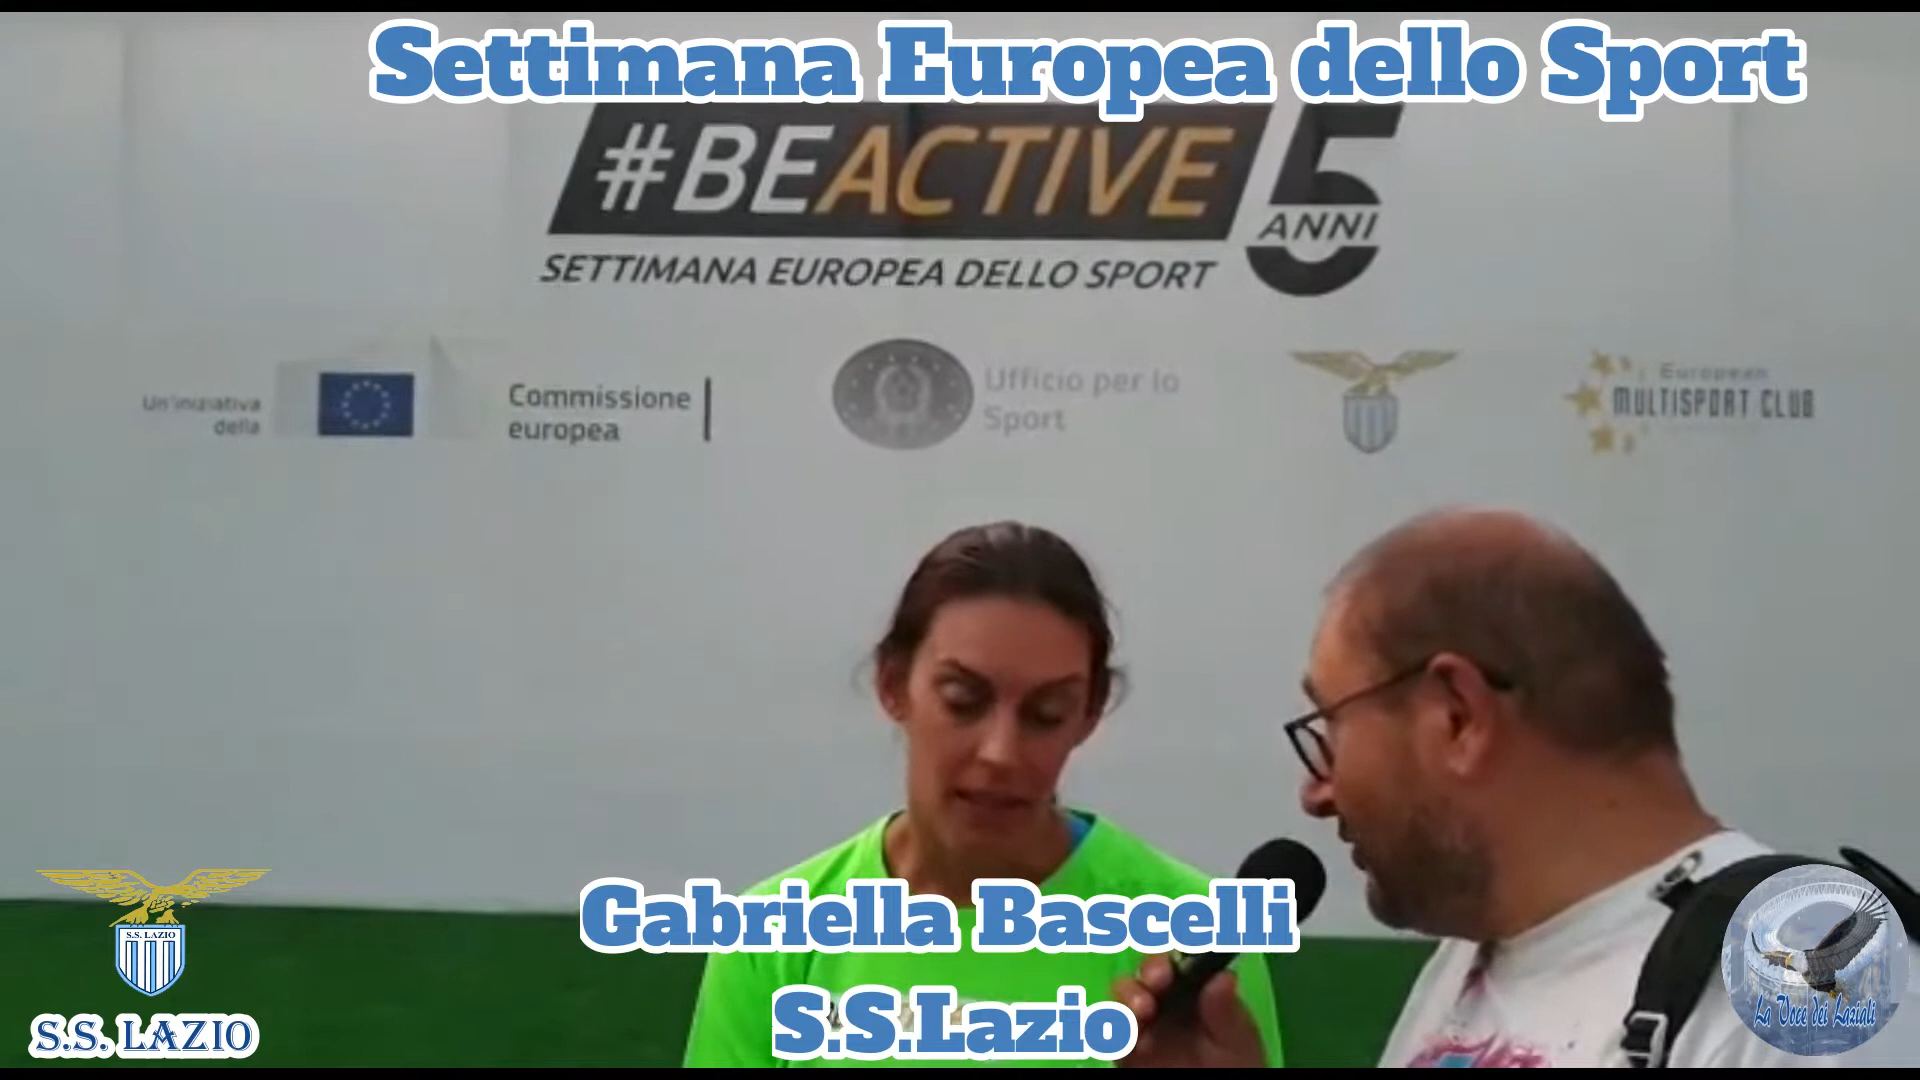 Settimana Europea dello Sport
#BEACTIVE 5
ANNI
SETTIMANA EUROPEA DELLO SPORT
Un'iniziativa
della
Commissione
europea
Ufficio per lo
Sport
European
MULTISPORT CLUB
Gabriella Bascelli
S.S.Lazio
S.S. LAZIO
S.S. LAZIO
La Voce dei Laziali